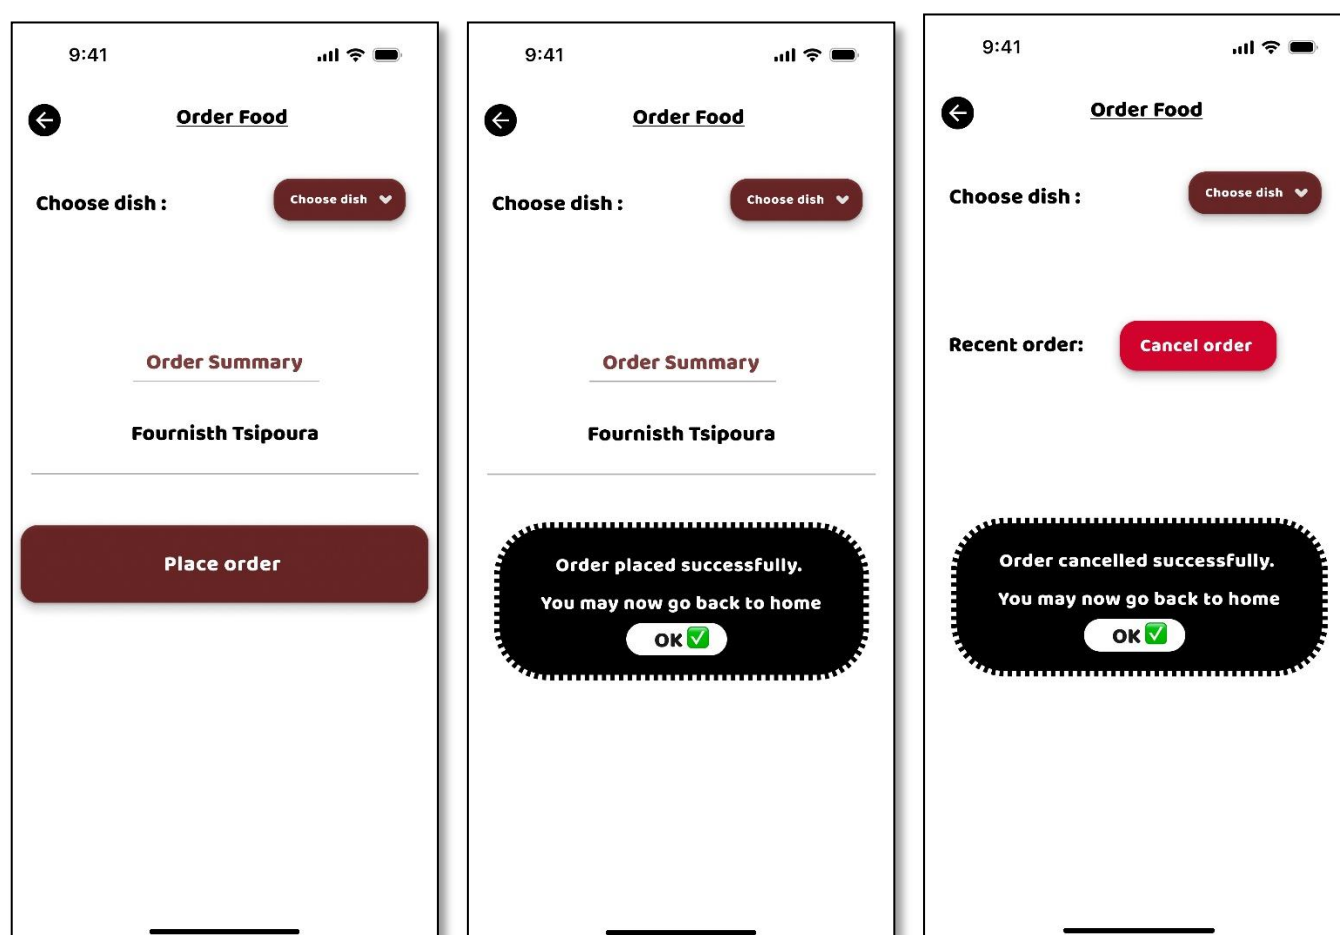 9:41
Order Food
Choose dish :
Choose dish
Order Summary
Fournisth Tsipoura
Place order
9:41
Order Food
Choose dish :
Choose dish
Order Summary
Fournisth Tsipoura
Order placed successfully.
You may now go back to home
OK✅
9:41
Order Food
Choose dish :
Choose dish
Recent order:
Cancel order
Order cancelled successfully.
You may now go back to home
OK✅